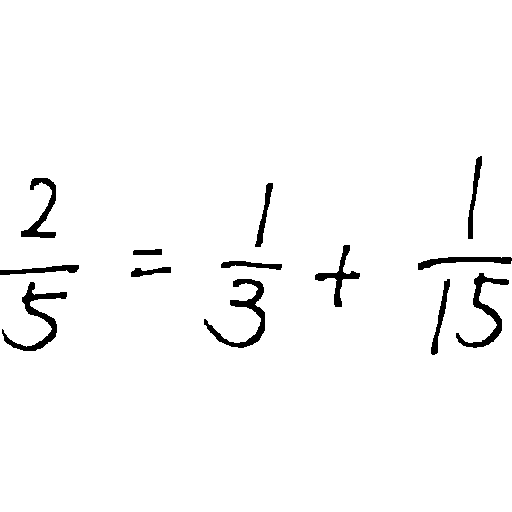 2/5 = 1/3 + 1/15